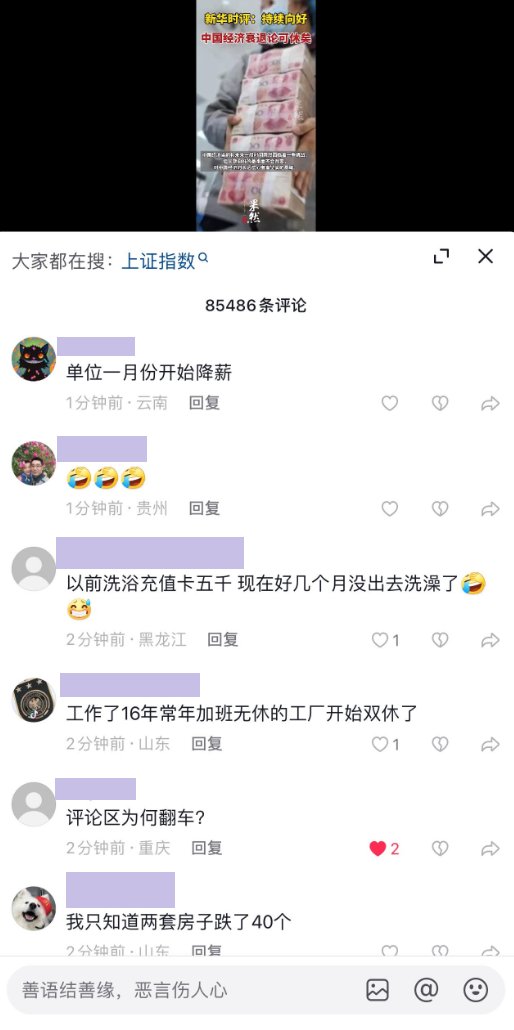 新华时评：持续向好
中国经济衰退论可休矣
果然
大家都在搜：上证指数
85486条评论
单位一月份开始降薪
1分钟前·云南 回复
1分钟前·贵州 回复
以前洗浴充值卡五千 现在好几个月没出去洗澡了
2分钟前·黑龙江 回复 1
工作了16年常年加班无休的工厂开始双休了
2分钟前·山东 回复 1
评论区为何翻车？
2分钟前·重庆 回复 2
我只知道两套房子跌了40个
2分钟前·山东 回复
善语结善缘，恶言伤人心